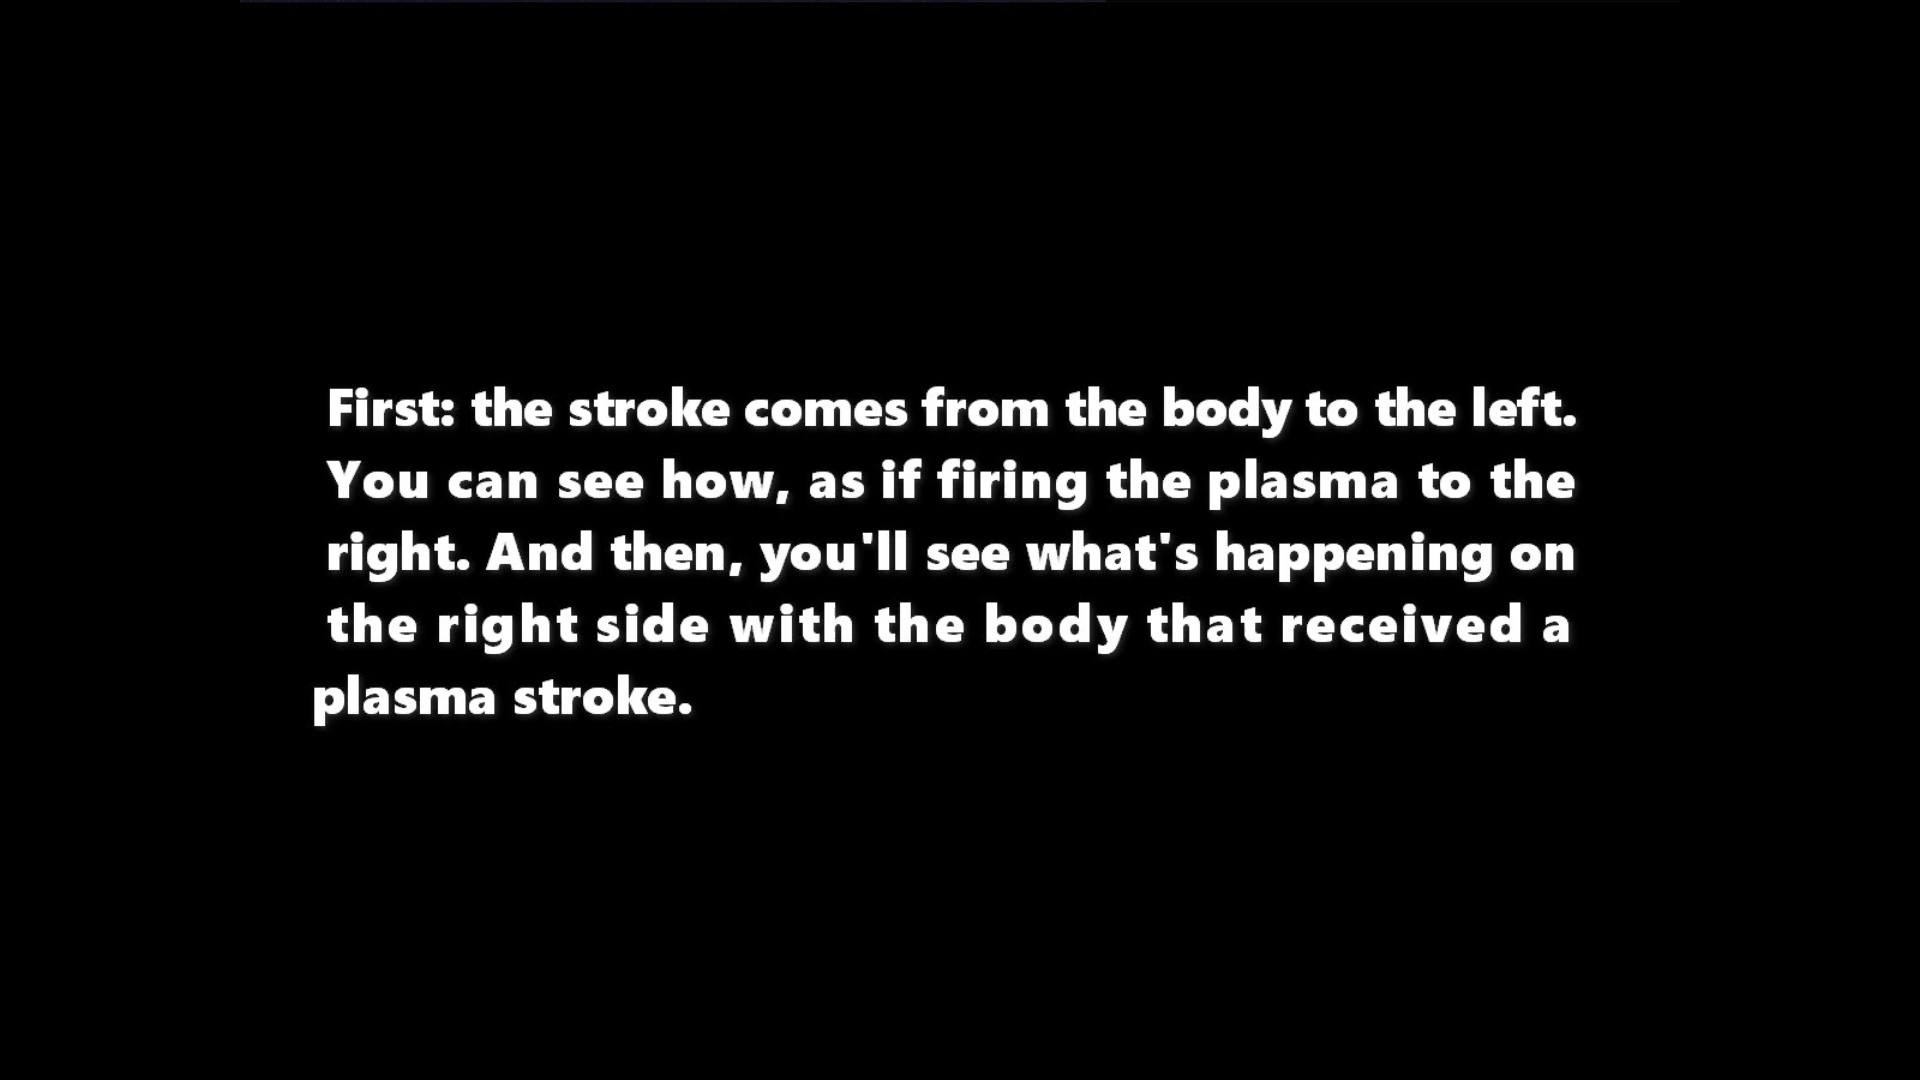 First: the stroke comes from the body to the left.
You can see how, as if firing the plasma to the
right. And then, you'll see what's happening on
the right side with the body that received a
plasma stroke.